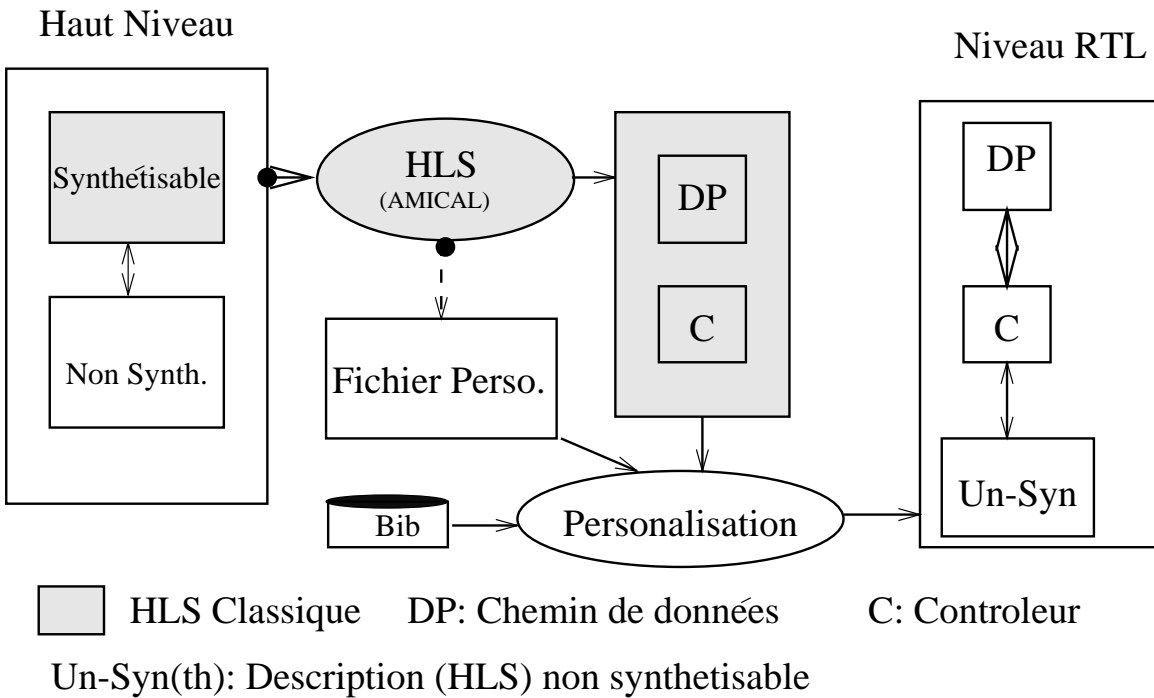 Haut Niveau
Niveau RTL
Synthétisable
HLS
(AMICAL)
DP
DP
C
C
Non Synth.
Fichier Perso.
Bib
Personalisation
Un-Syn
HLS Classique
DP: Chemin de données
C: Controleur
Un-Syn(th): Description (HLS) non synthetisable